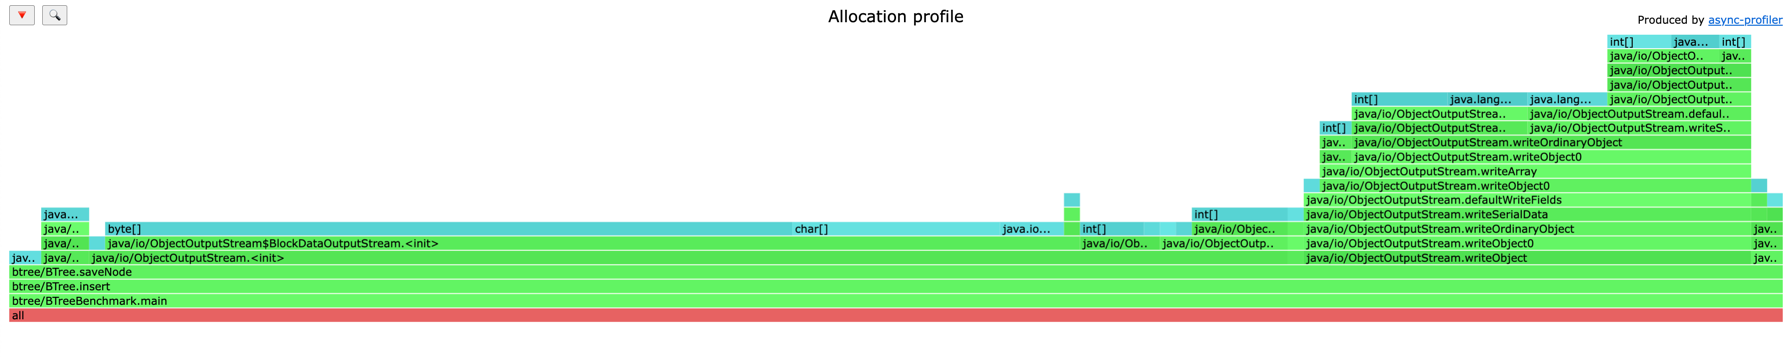 Allocation profile
Produced by async-profiler
int[] java... int[]
java/io/ObjectO.. jav..
java/io/ObjectOutput..
java/io/ObjectOutput..
int[] java.lang... java.lang... java/io/ObjectOutput..
java/io/ObjectOutputStrea.. java/io/ObjectOutputStream.defaul..
int[] java/io/ObjectOutputStrea.. java/io/ObjectOutputStream.writeS..
jav.. java/io/ObjectOutputStream.writeOrdinaryObject
jav.. java/io/ObjectOutputStream.writeObject0
java/io/ObjectOutputStream.writeArray
java/io/ObjectOutputStream.writeObject0
java/io/ObjectOutputStream.defaultWriteFields
java... int[] java/io/ObjectOutputStream.writeSerialData
java/.. byte[] char[] java.io... int[] java/io/Objec.. java/io/ObjectOutputStream.writeOrdinaryObject jav..
java/.. java/io/ObjectOutputStream$BlockDataOutputStream.<init> java/io/Ob.. java/io/ObjectOutp.. java/io/ObjectOutputStream.writeObject0 jav..
jav.. java/.. java/io/ObjectOutputStream.<init> java/io/ObjectOutputStream.writeObject jav..
btree/BTree.saveNode
btree/BTree.insert
btree/BTreeBenchmark.main
all